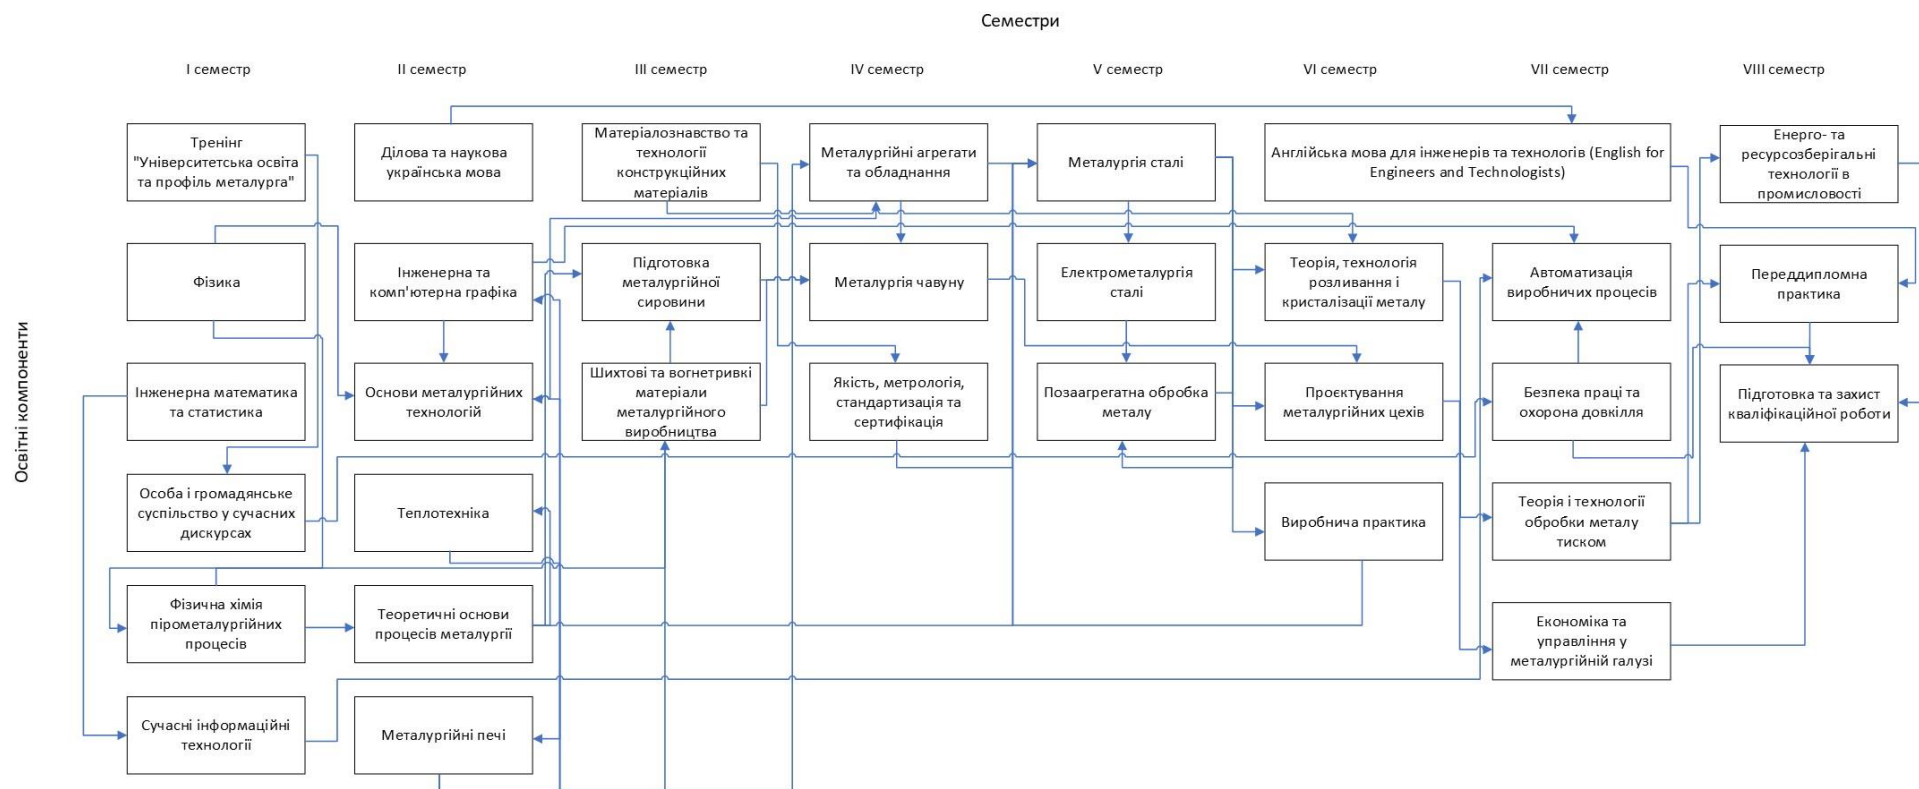 Семестри
I семестр
II семестр
III семестр
IV семестр
V семестр
VI семестр
VII семестр
VIII семестр
Освітні компоненти
Тренінг
"Університетська освіта
та профіль металурга"
Фізика
Інженерна математика
та статистика
Особа і громадянське
суспільство у сучасних
дискурсах
Фізична хімія
пірометалургійних
процесів
Сучасні інформаційні
технології
Ділова та наукова
українська мова
Інженерна та
комп'ютерна графіка
Основи металургійних
технологій
Теплотехніка
Теоретичні основи
процесів металургії
Металургійні печі
Матеріалознавство та
технології
конструкційних
матеріалів
Підготовка
металургійної
сировини
Шихтові та вогнетривкі
матеріали
металургійного
виробництва
Металургійні агрегати
та обладнання
Металургія чавуну
Якість, метрологія,
стандартизація та
сертифікація
Металургія сталі
Електрометалургія
сталі
Позаагрегатна обробка
металу
Англійська мова для інженерів та технологів (English for
Engineers and Technologists)
Теорія, технологія
розливання і
кристалізації металу
Проєктування
металургійних цехів
Виробнича практика
Автоматизація
виробничих процесів
Безпека праці та
охорона довкілля
Теорія і технології
обробки металу
тиском
Економіка та
управління у
металургійній галузі
Енерго- та
ресурсозберігальні
технології в
промисловості
Переддипломна
практика
Підготовка та захист
кваліфікаційної роботи